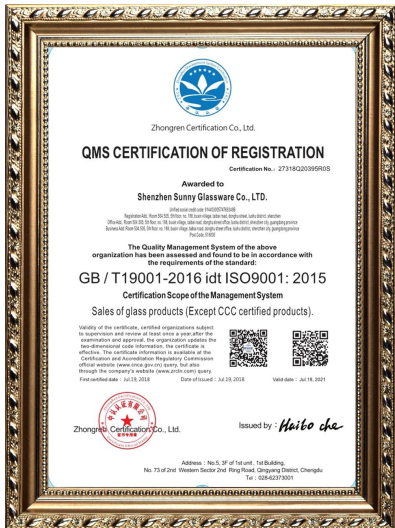 Zhongren Certification Co., Ltd.
QMS CERTIFICATION OF REGISTRATION
Certification No.: 27318Q20395R0S
Awarded to
Shenzhen Sunny Glassware Co., LTD.
The Quality Management System of the above
organization has been assessed and found to be in accordance with
the requirements of the standard:
GB / T19001-2016 idt ISO9001: 2015
Certification Scope of the Management System
Sales of glass products (Except CCC certified products).
Validity of the certificate, certified organizations subject
to supervision and review at least once a year, after the
examination and approval, the organization updates the
two-dimensional code information, the certificate is
effective. The certificate information is available at the
Certification and Accreditation Regulatory Commission
official website (www.cnca.gov.cn) query, but also
through the company's website (www.zrcln.com) query.
First certified date : Jul 19, 2018 Date of Issued : Jul 19, 2018 Valid date : Jul 18, 2021
Zhongren Certification Co., Ltd.
Issued by : Haibo che
Address : No.5, 3F of 1st unit , 1st Building,
No. 73 of 2nd Western Sector 2nd Ring Road, Qingyang District, Chengdu
Tel : 028-62373001